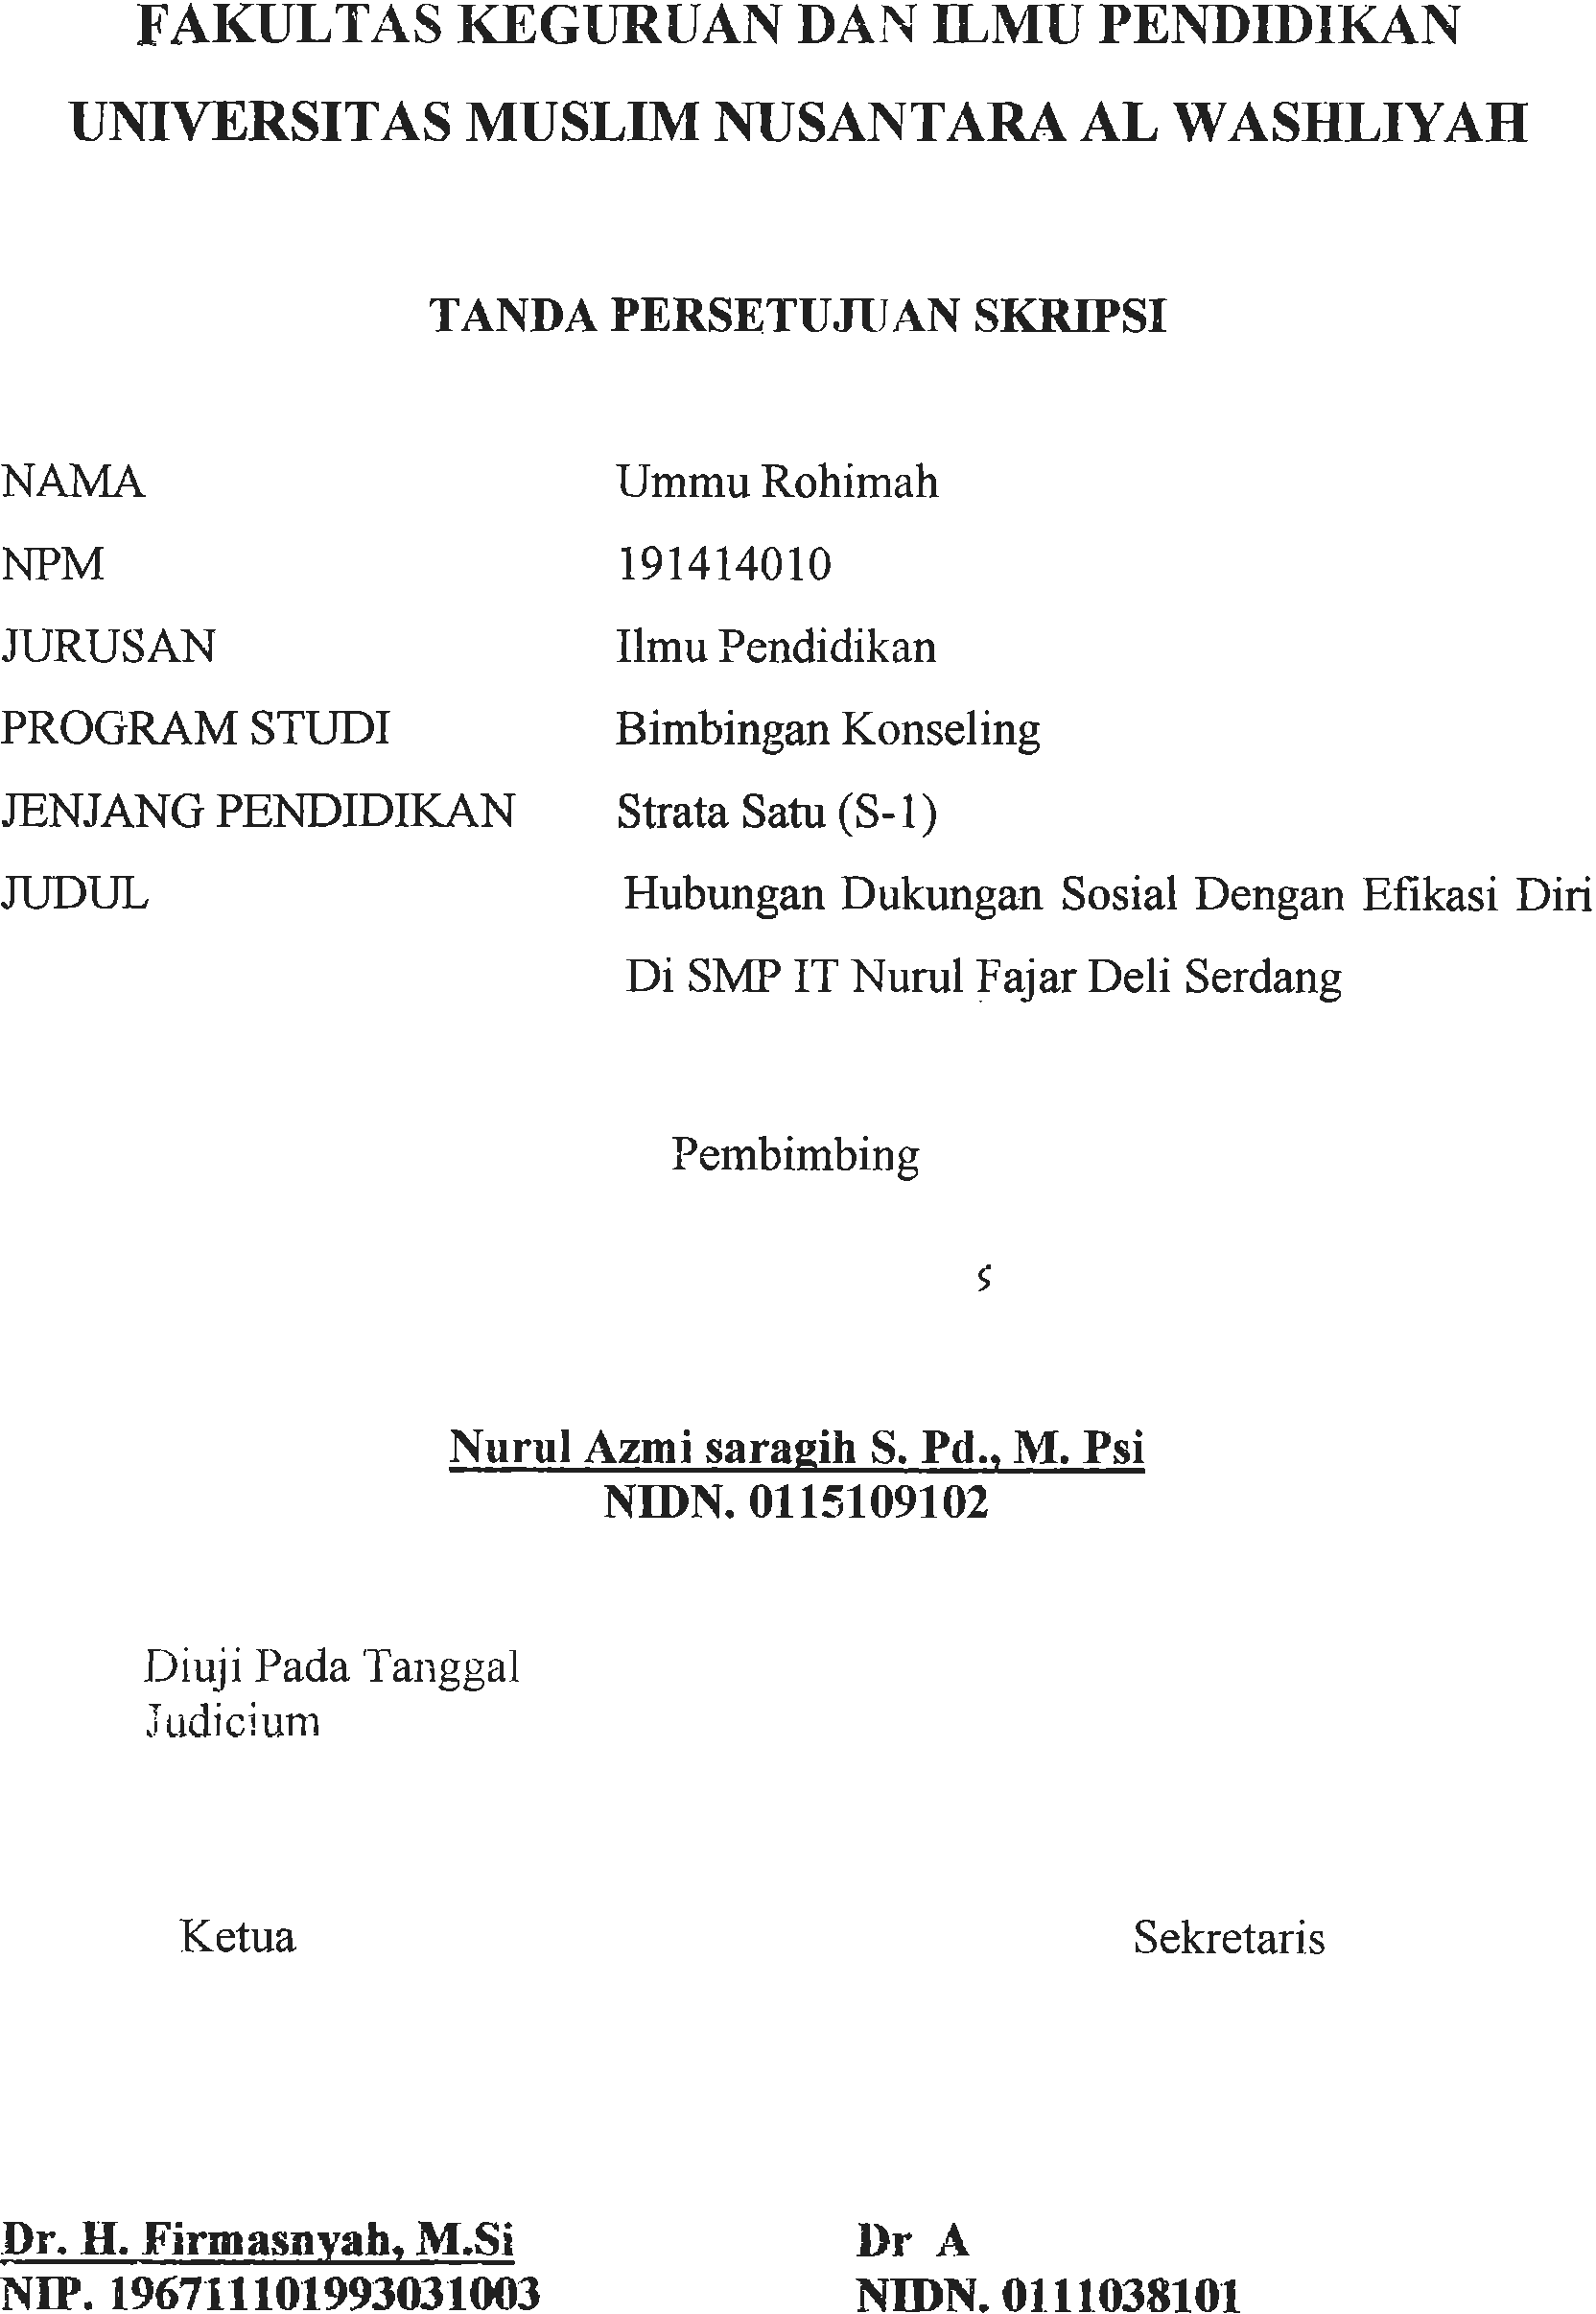 FAKULTAS KEGURUAN DAN ILMU PENDIDIKAN
UNIVERSITAS MUSLIM NUSANTARA AL WASHLIYAH
TANDA PERSETUJUAN SKRIPSI
NAMA Ummu Rohimah
NPM 191414010
JURUSAN Ilmu Pendidikan
PROGRAM STUDI Bimbingan Konseling
JENJANG PENDIDIKAN Strata Satu (S-1)
JUDUL Hubungan Dukungan Sosial Dengan Efikasi Diri
Di SMP IT Nurul Fajar Deli Serdang
Pembimbing
Nurul Azmi saragih S. Pd., M. Psi
NIDN. 0115109102
Diuji Pada Tanggal
Judicium
Ketua Sekretaris
Dr. H. Firmasnyah, M.Si Dr A
NIP. 196711101993031003 NIDN. 0111038101